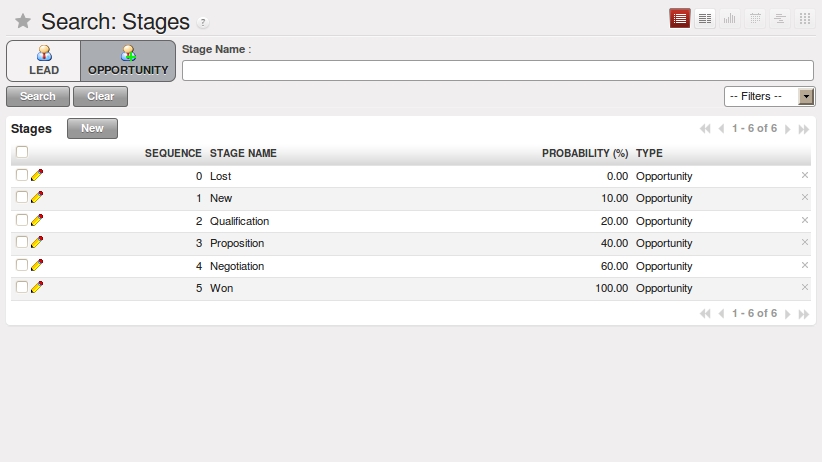 Search: Stages ?
LEAD OPPORTUNITY Stage Name :
Search Clear -- Filters --
Stages New 1 - 6 of 6
SEQUENCE STAGE NAME PROBABILITY (%) TYPE
0 Lost 0.00 Opportunity
1 New 10.00 Opportunity
2 Qualification 20.00 Opportunity
3 Proposition 40.00 Opportunity
4 Negotiation 60.00 Opportunity
5 Won 100.00 Opportunity
1 - 6 of 6